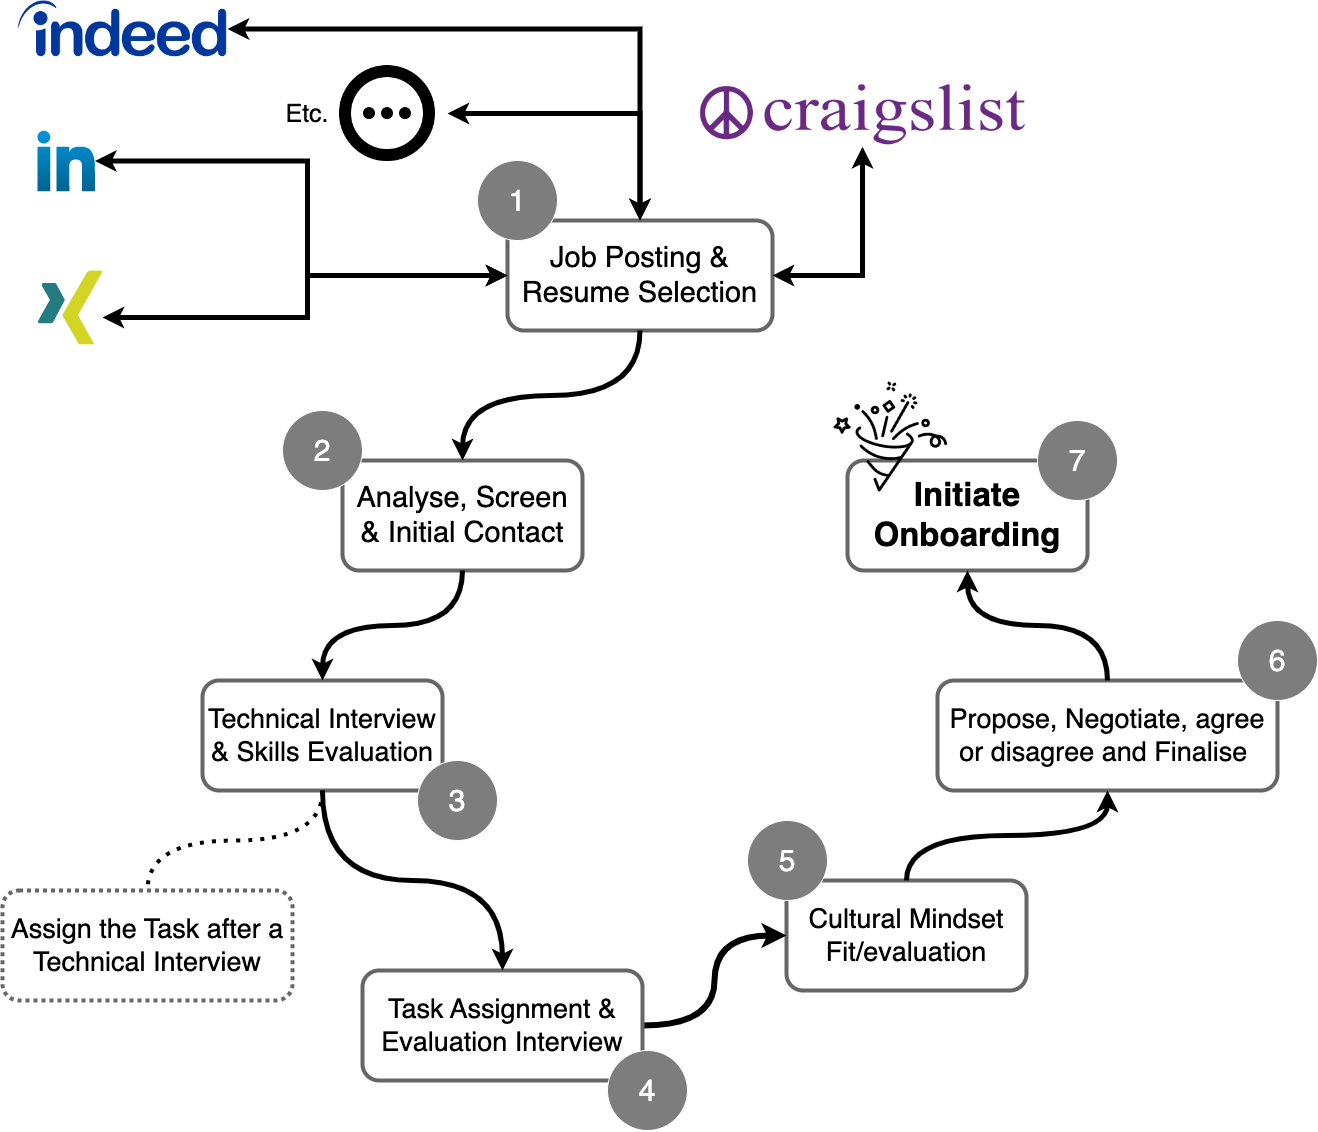 indeed
Etc.
craigslist
in
1
Job Posting &
Resume Selection
2
Analyse, Screen
& Initial Contact
7
Initiate
Onboarding
Technical Interview
& Skills Evaluation
3
6
Propose, Negotiate, agree
or disagree and Finalise
Assign the Task after a
Technical Interview
5
Cultural Mindset
Fit/evaluation
Task Assignment &
Evaluation Interview
4